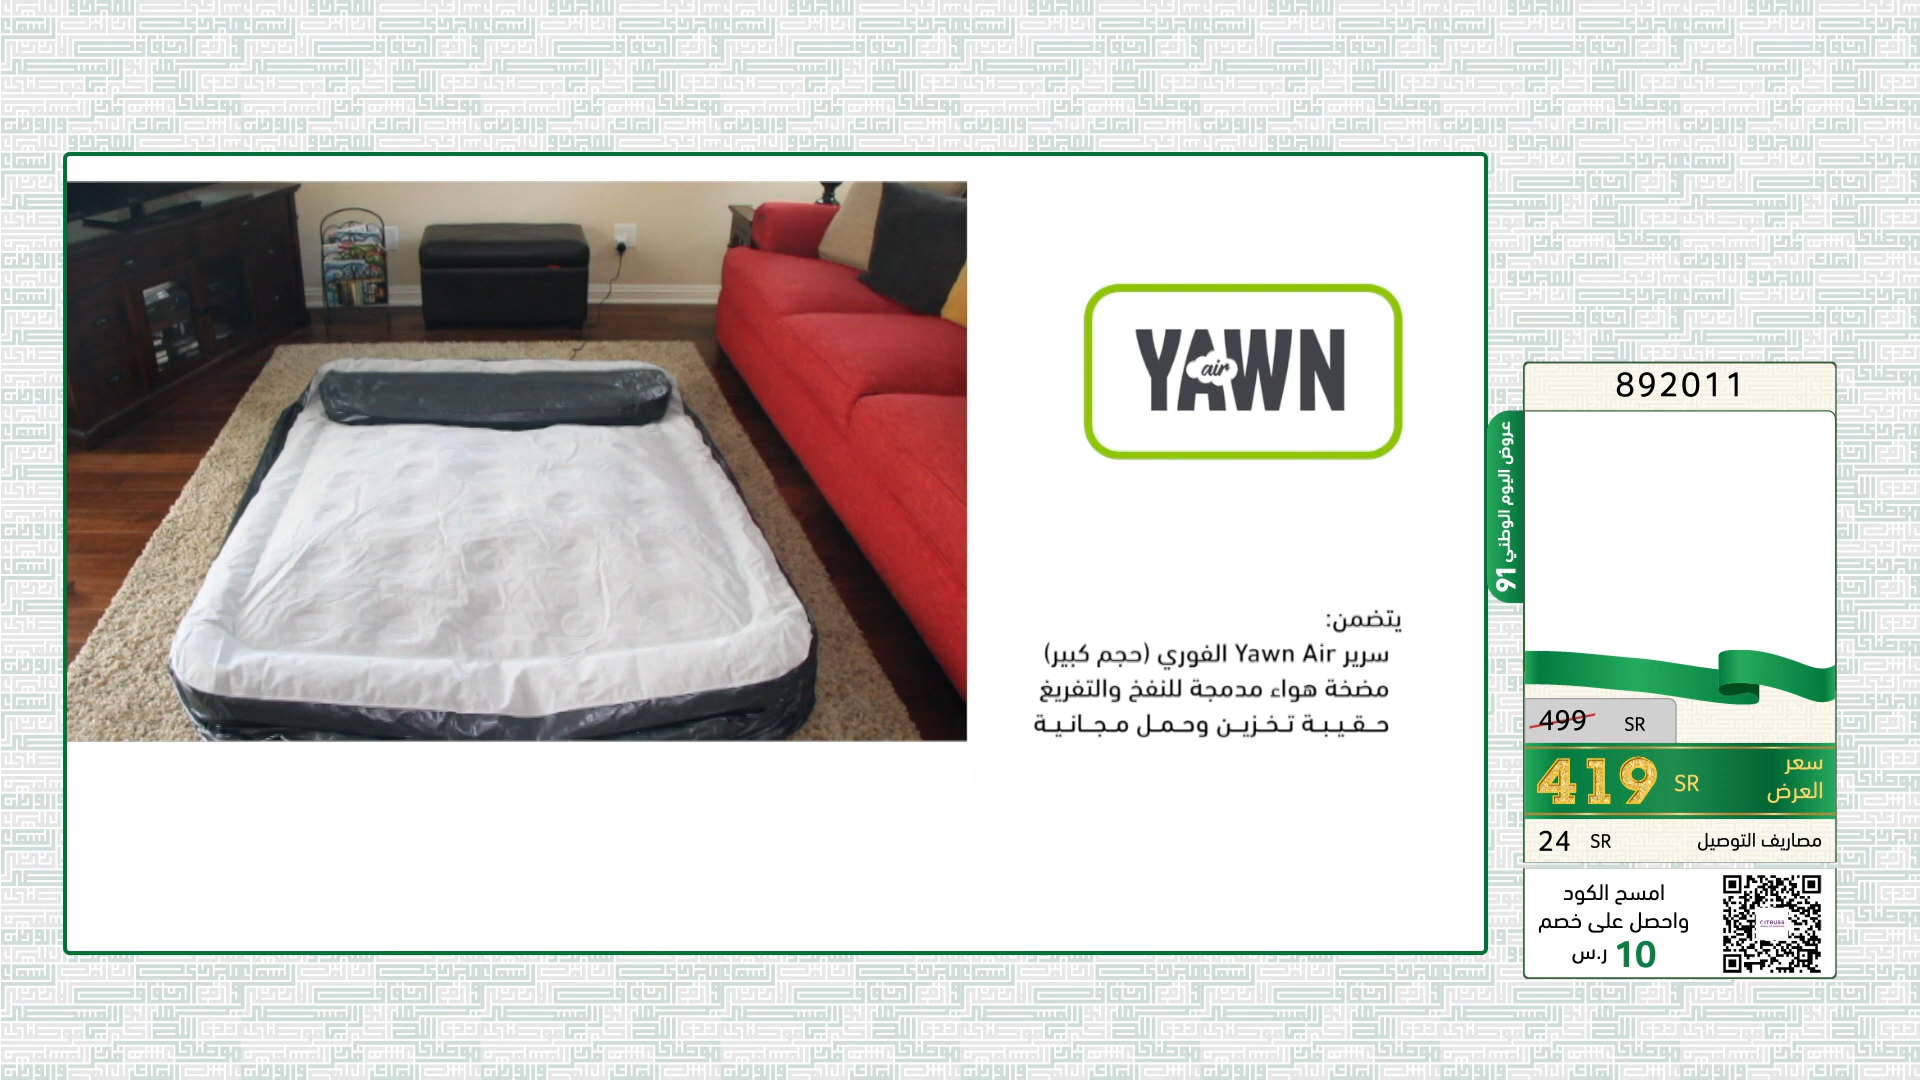 YAWN
air
يتضمن:
سرير Yawn Air الفوري (حجم كبير)
مضخة هواء مدمجة للنفخ والتفريغ
حقيبة تخزين وحمل مجانية
892011
عروض اليوم الوطني 91
499 SR
سعر
العرض
419 SR
مصاريف التوصيل
24 SR
امسح الكود
واحصل على خصم
10 ر.س
CITRUSS